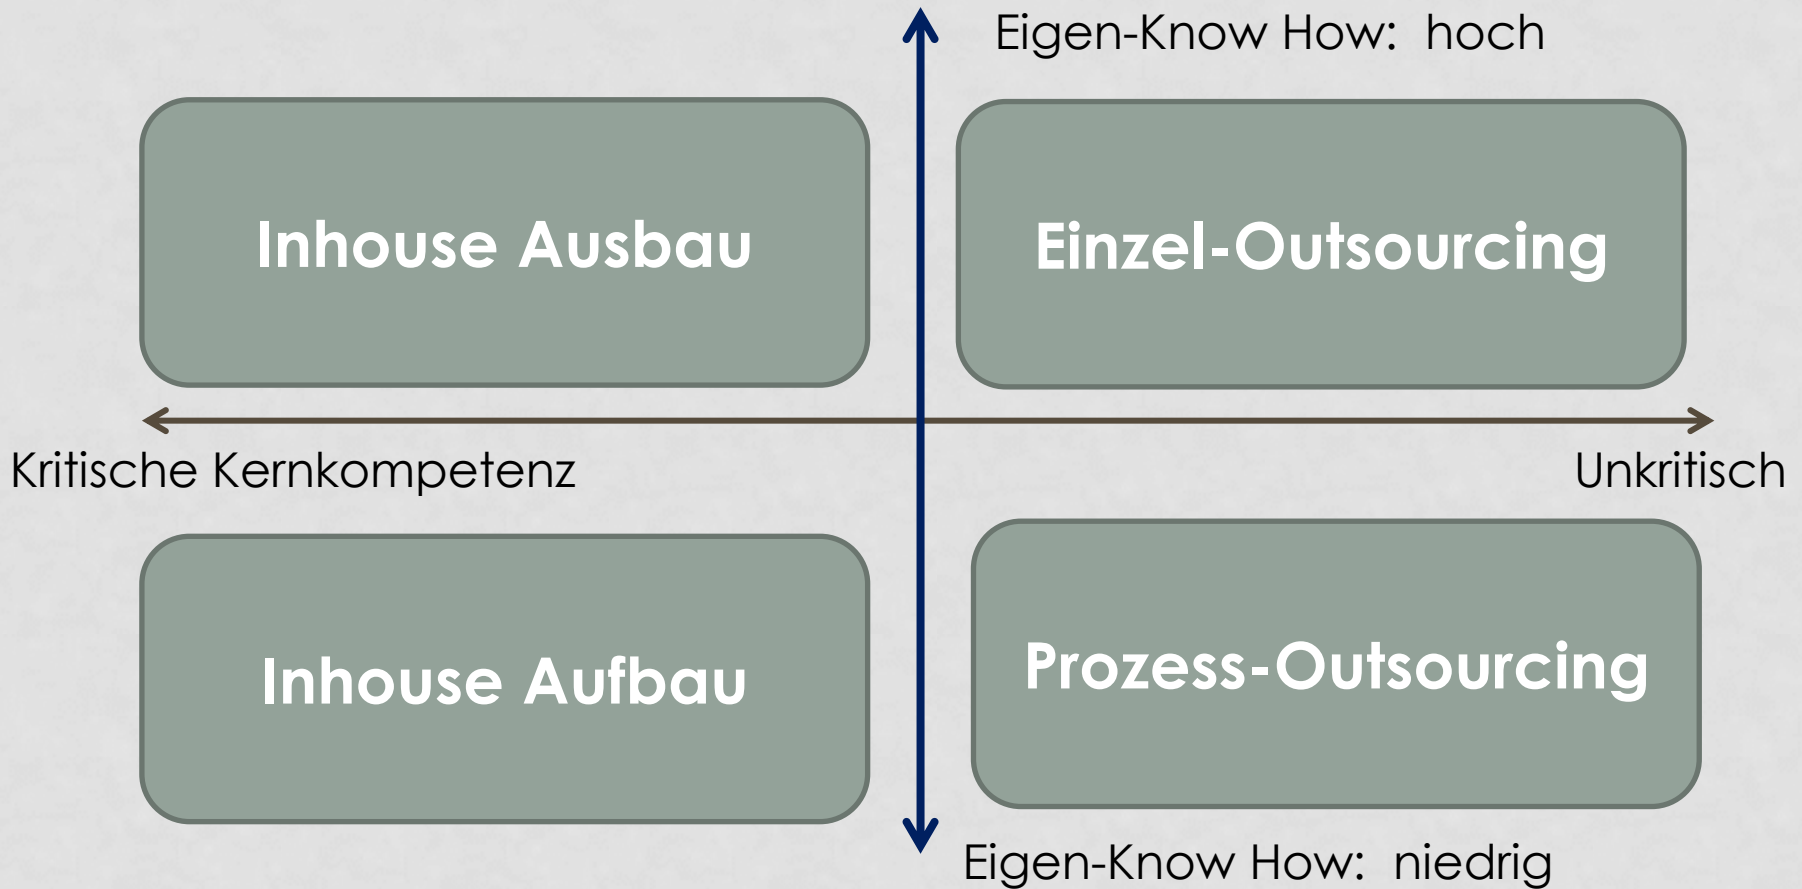 Eigen-Know How: hoch
Inhouse Ausbau
Einzel-Outsourcing
Kritische Kernkompetenz
Unkritisch
Inhouse Aufbau
Prozess-Outsourcing
Eigen-Know How: niedrig